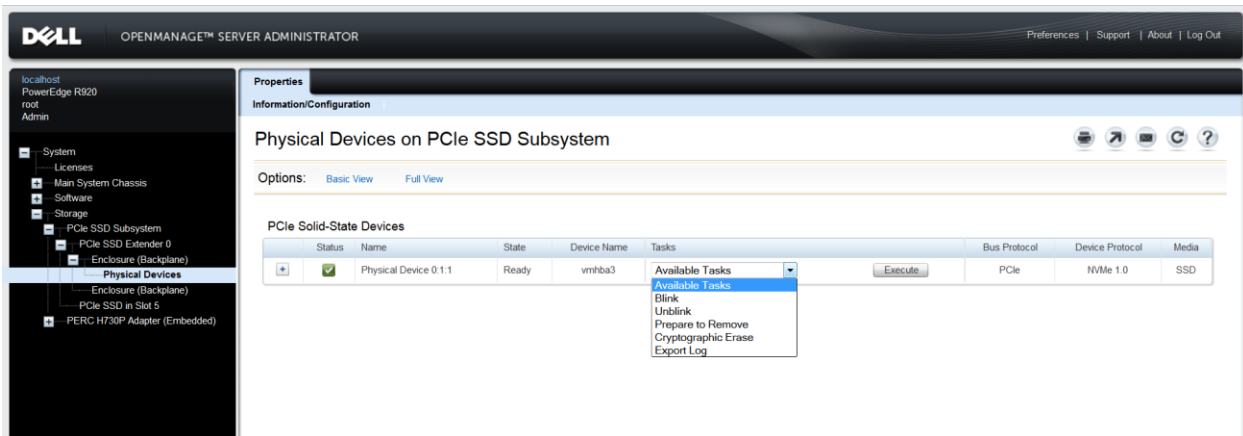 DELL OPENMANAGE™ SERVER ADMINISTRATOR Preferences | Support | About | Log Out
localhost
PowerEdge R920
root
Admin
System
Licenses
Main System Chassis
Software
Storage
PCIe SSD Subsystem
PCIe SSD Extender 0
Enclosure (Backplane)
Physical Devices
Enclosure (Backplane)
PCIe SSD in Slot 5
PERC H730P Adapter (Embedded)
Properties
Information/Configuration
Physical Devices on PCIe SSD Subsystem
Options: Basic View Full View
PCIe Solid-State Devices
Status Name State Device Name Tasks Bus Protocol Device Protocol Media
Physical Device 0:1:1 Ready vmhba3 Available Tasks Execute PCIe NVMe 1.0 SSD
Available Tasks
Blink
Unblink
Prepare to Remove
Cryptographic Erase
Export Log